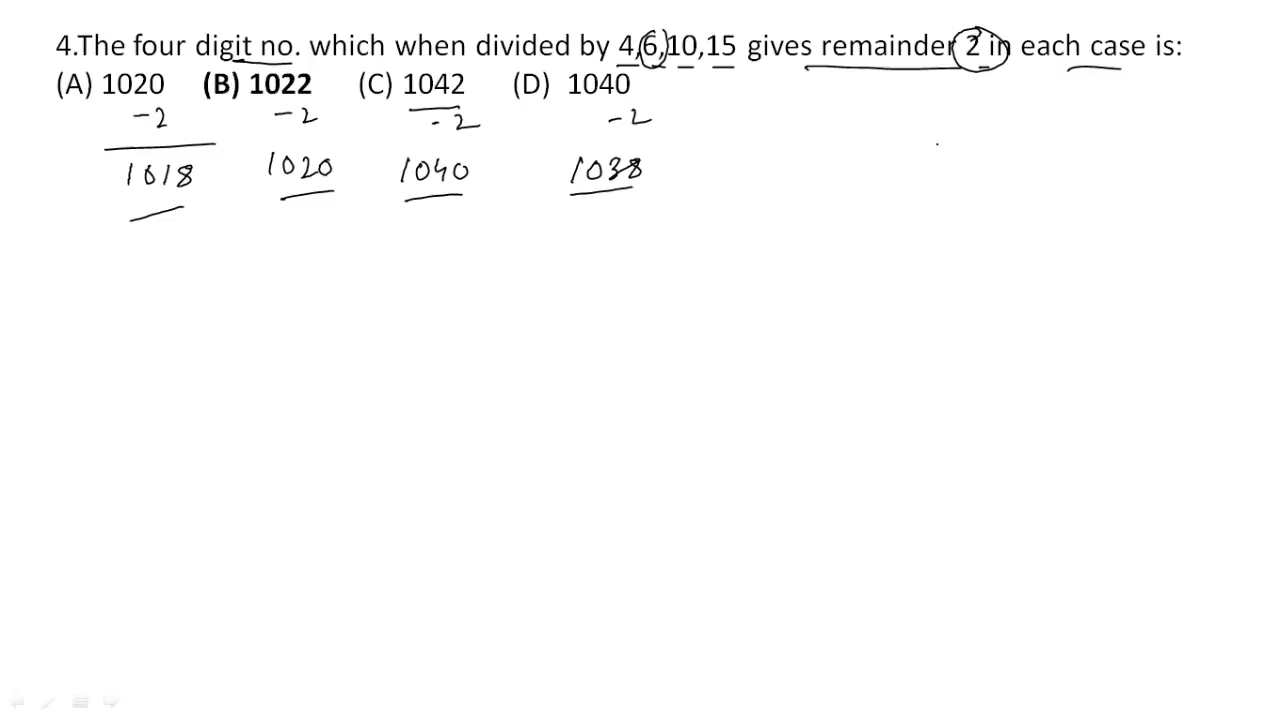 4.The four digit no. which when divided by 4,6,10,15 gives remainder 2 in each case is:
(A) 1020 (B) 1022 (C) 1042 (D) 1040
-2 -2 -2 -2
1018 1020 1040 1038